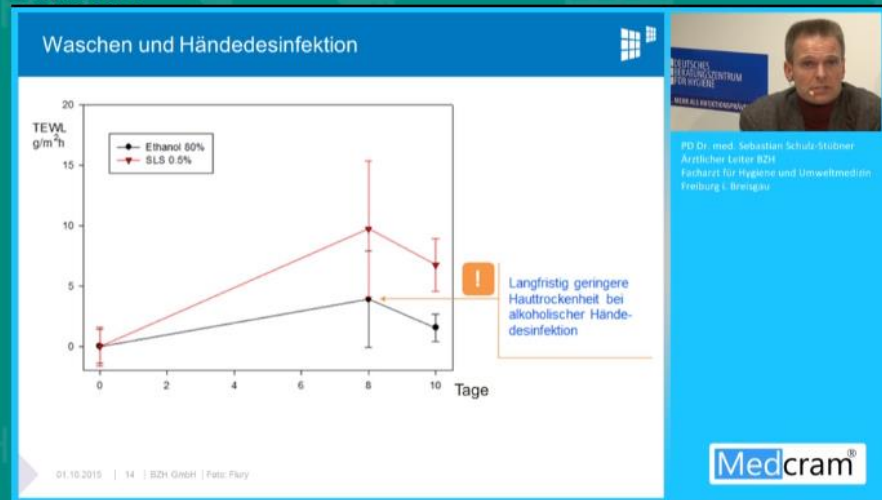 Waschen und Händedesinfektion
20
TEWL
g/m²h
Ethanol 80%
SLS 0.5%
15
10
5
0
0
2
4
6
8
10
Tage
!
Langfristig geringere
Hauttrockenheit bei
alkoholischer Hände-
desinfektion
01.10.2015 | 14 | BZH GmbH | Foto: Flury
DEUTSCHES
BERATUNGSZENTRUM
FÜR HYGIENE
MEHR ALS INFEKTIONSPRÄV
PD Dr. med. Sebastian Schulz-Stübner
Ärztlicher Leiter BZH
Facharzt für Hygiene und Umweltmedizin
Freiburg i. Breisgau
Medcram®